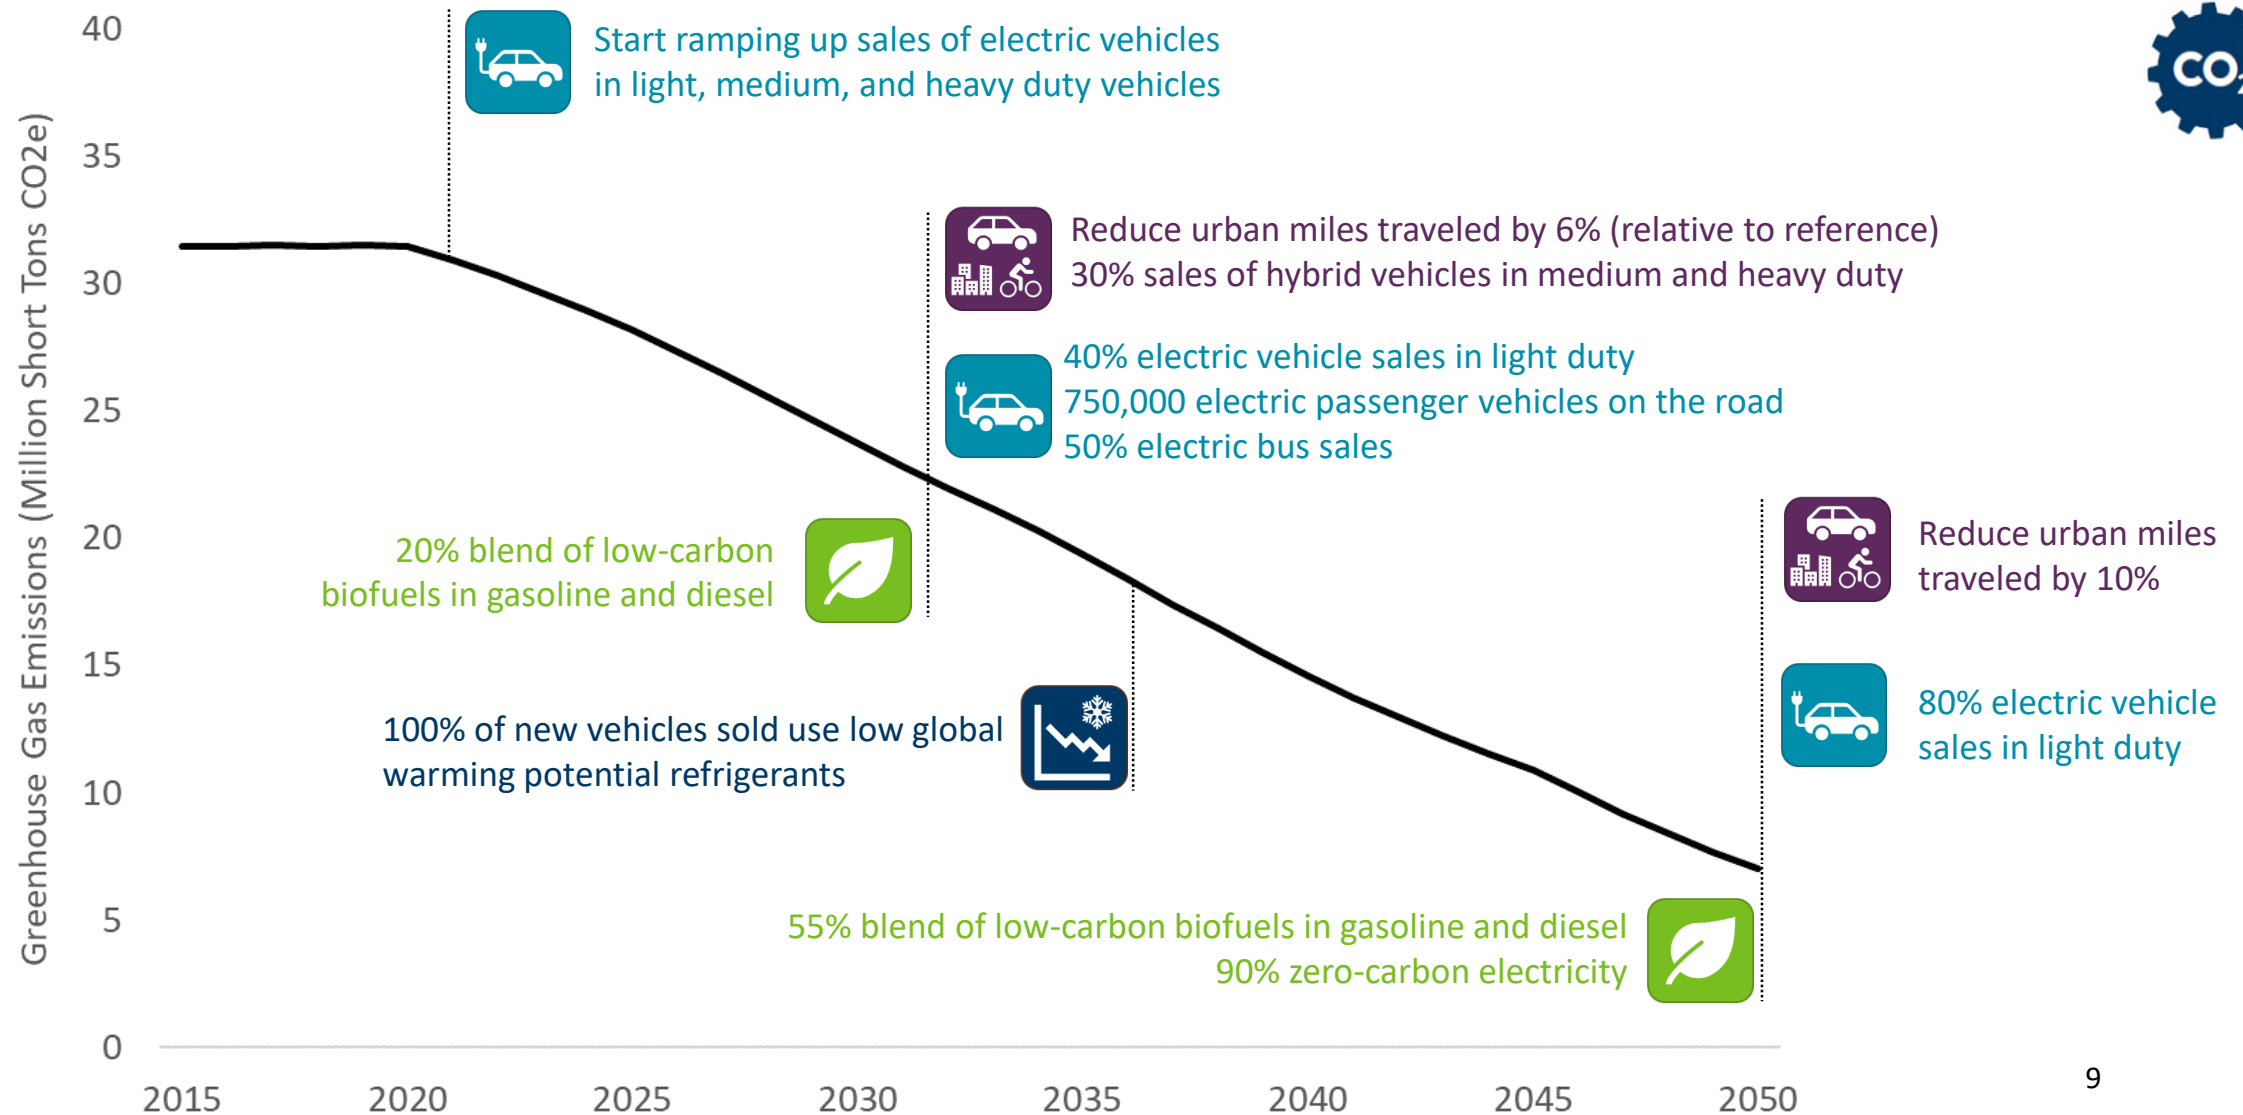 Greenhouse Gas Emissions (Million Short Tons CO2e)
40
35
30
25
20
15
10
5
0
Start ramping up sales of electric vehicles
in light, medium, and heavy duty vehicles
CO2
Reduce urban miles traveled by 6% (relative to reference)
30% sales of hybrid vehicles in medium and heavy duty
40% electric vehicle sales in light duty
750,000 electric passenger vehicles on the road
50% electric bus sales
20% blend of low-carbon
biofuels in gasoline and diesel
Reduce urban miles
traveled by 10%
100% of new vehicles sold use low global
warming potential refrigerants
80% electric vehicle
sales in light duty
55% blend of low-carbon biofuels in gasoline and diesel
90% zero-carbon electricity
2015
2020
2025
2030
2035
2040
2045
2050
9